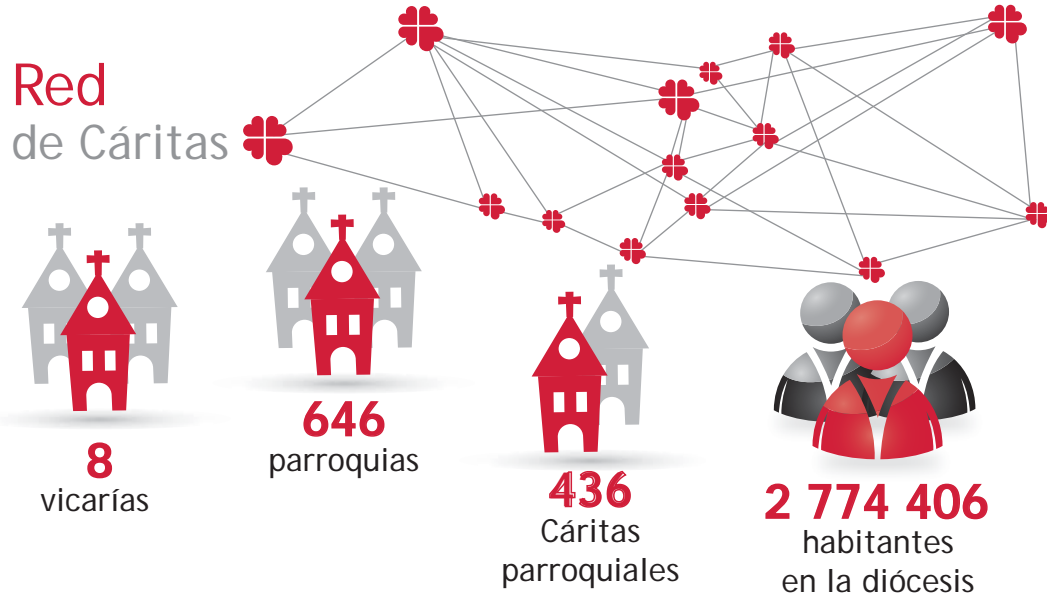 Red
de Cáritas
8
vicarías
646
parroquias
436
Cáritas
parroquiales
2 774 406
habitantes
en la diócesis